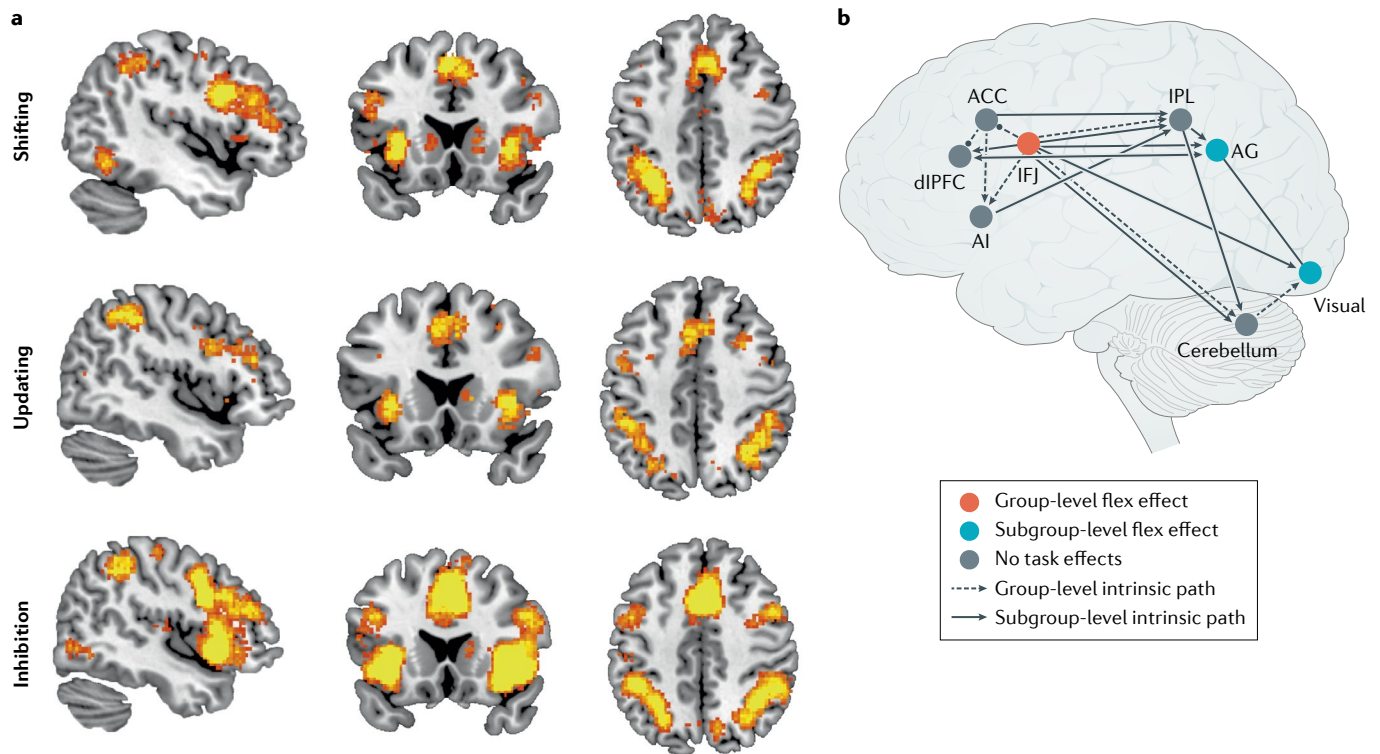 a
Shifting
Updating
Inhibition
b
ACC
IPL
dlPFC
IFJ
AG
AI
Visual
Cerebellum
Group-level flex effect
Subgroup-level flex effect
No task effects
Group-level intrinsic path
Subgroup-level intrinsic path